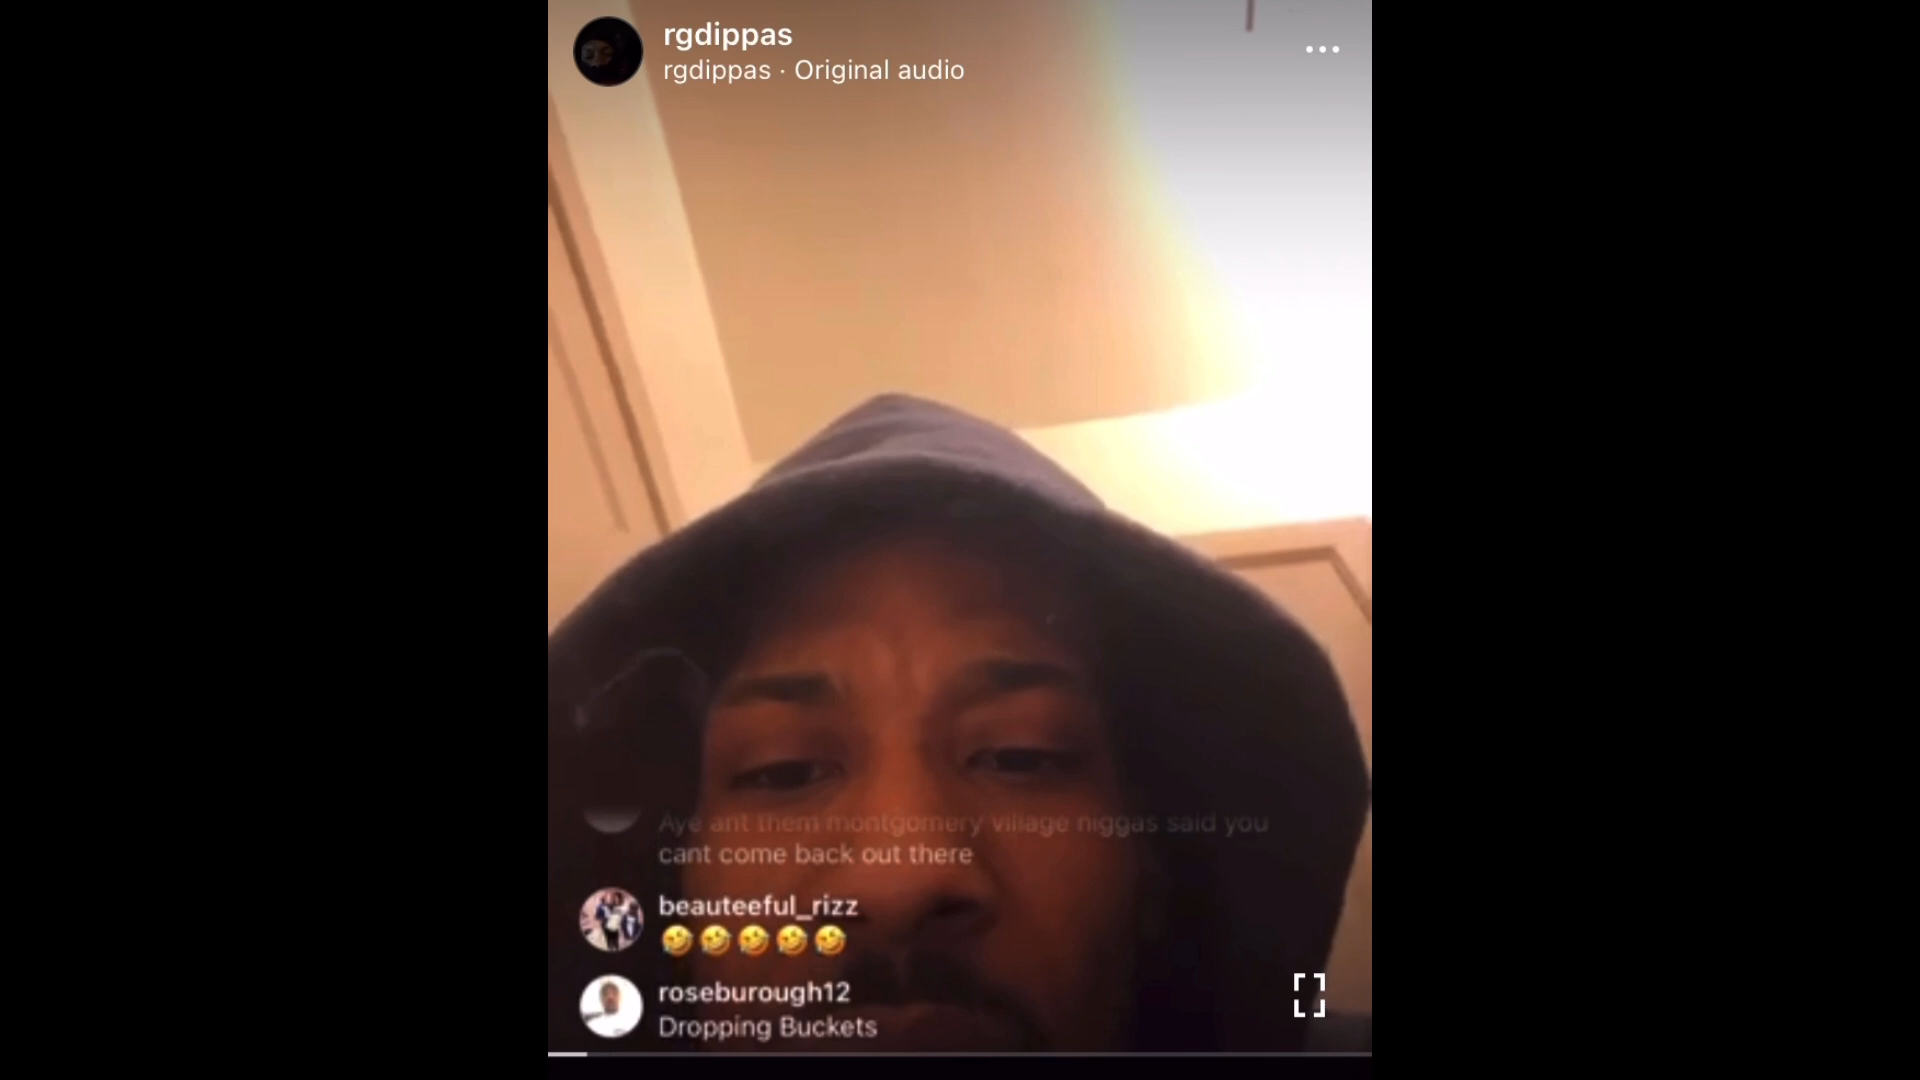 rgdippas
rgdippas · Original audio
Aye ant them montgomery village niggas said you
cant come back out there
beauteeful_rizz
🤣🤣🤣🤣🤣
roseburough12
Dropping Buckets